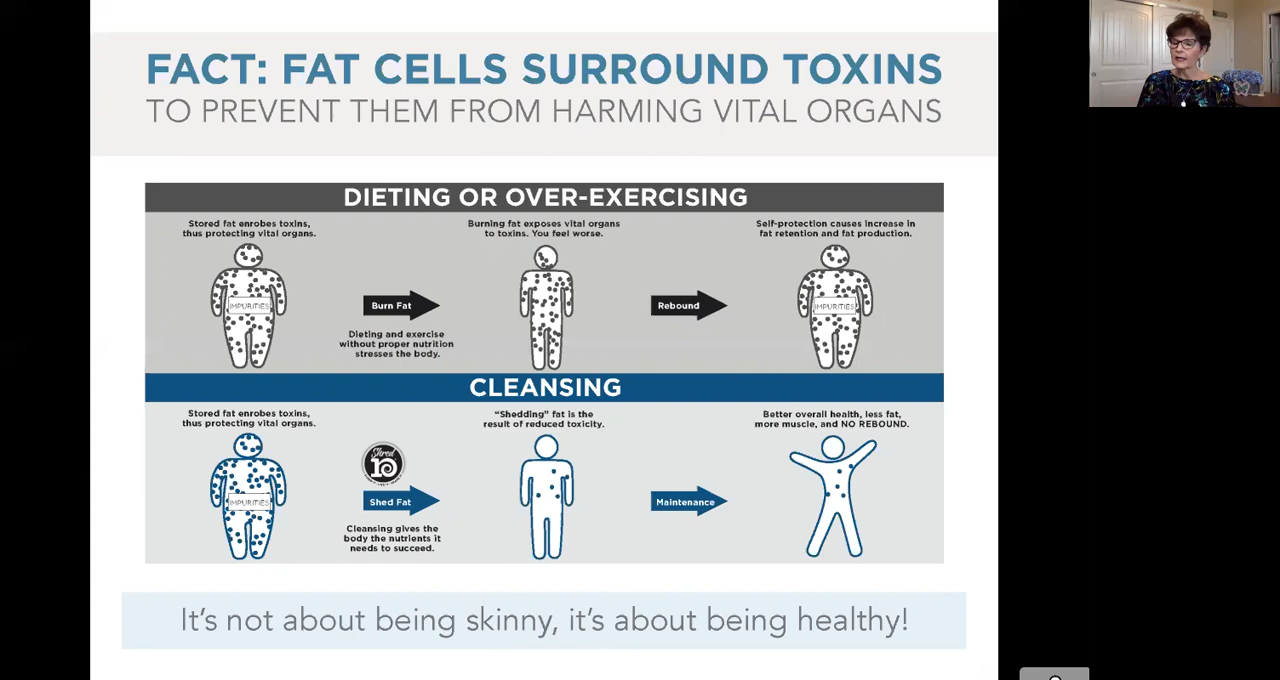 FACT: FAT CELLS SURROUND TOXINS
TO PREVENT THEM FROM HARMING VITAL ORGANS
DIETING OR OVER-EXERCISING
Stored fat enrobes toxins,
thus protecting vital organs.
IMPURITIES
Burn Fat
Dieting and exercise
without proper nutrition
stresses the body.
Burning fat exposes vital organs
to toxins. You feel worse.
Rebound
Self-protection causes increase in
fat retention and fat production.
IMPURITIES
CLEANSING
Stored fat enrobes toxins,
thus protecting vital organs.
IMPURITIES
Shred
10
Shed Fat
Cleansing gives the
body the nutrients it
needs to succeed.
"Shedding" fat is the
result of reduced toxicity.
Maintenance
Better overall health, less fat,
more muscle, and NO REBOUND.
It's not about being skinny, it's about being healthy!